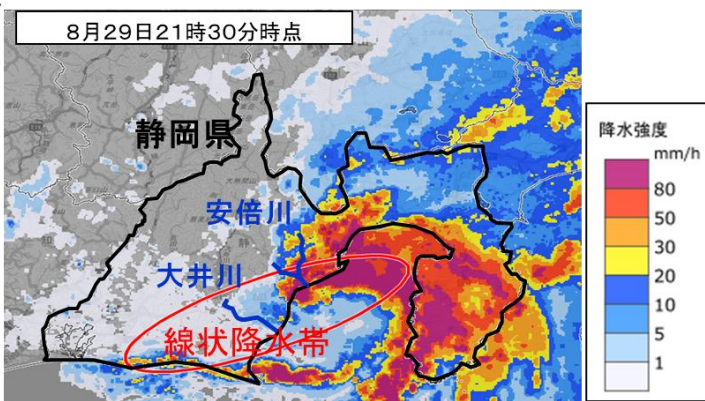 8月29日21時30分時点
静岡県
安倍川
大井川
線状降水帯
降水強度
mm/h
80
50
30
20
10
5
1